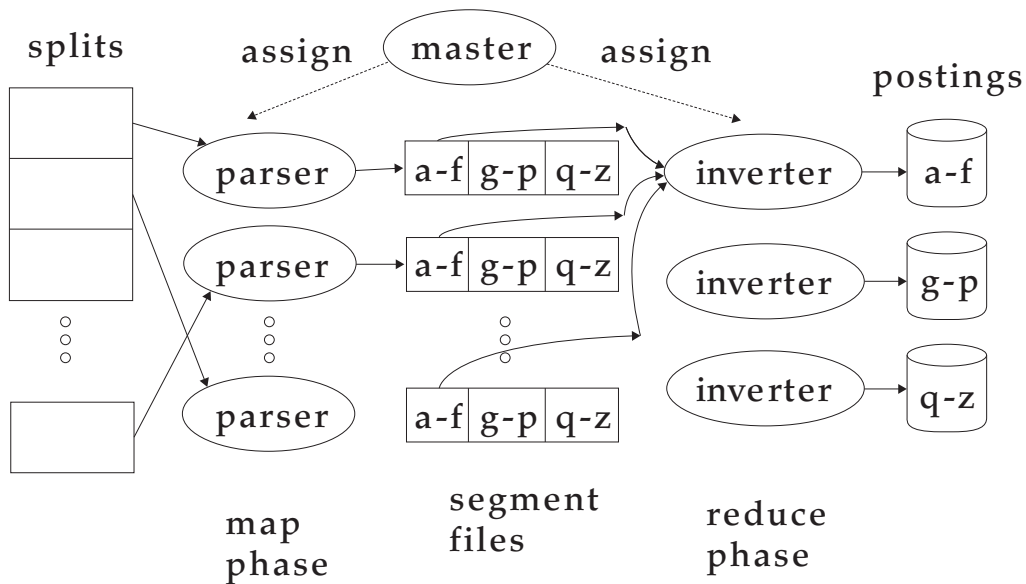 splits
assign
master
assign
postings
parser
a-f g-p q-z
inverter
a-f
parser
a-f g-p q-z
inverter
g-p
parser
a-f g-p q-z
inverter
q-z
map
phase
segment
files
reduce
phase